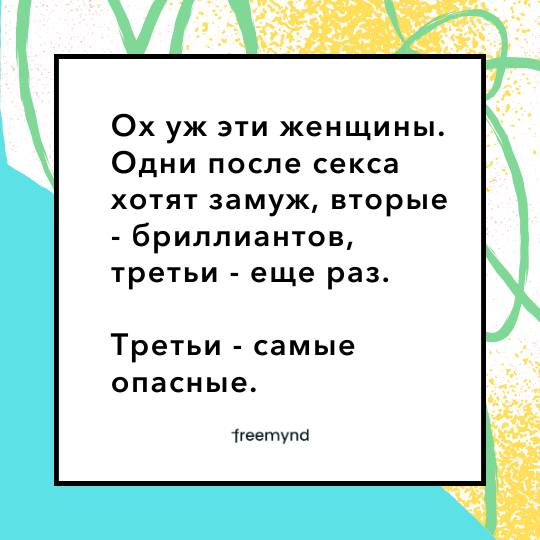 Ох уж эти женщины.
Одни после секса
хотят замуж, вторые
- бриллиантов,
третьи - еще раз.
Третьи - самые
опасные.
freemynd